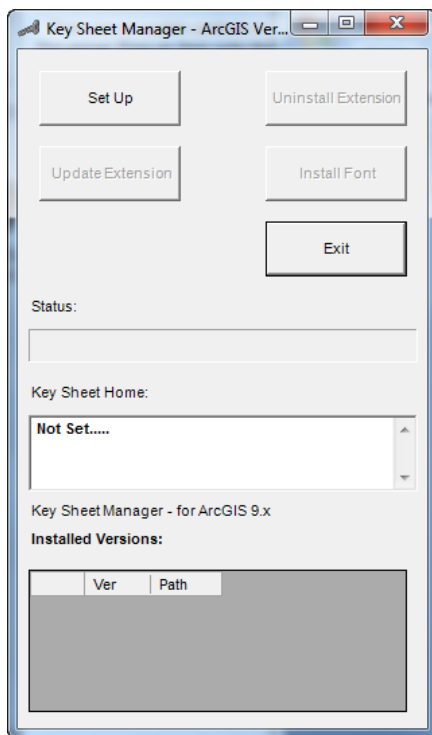 Key Sheet Manager - ArcGIS Ver...
Set Up
Uninstall Extension
Update Extension
Install Font
Exit
Status:
Key Sheet Home:
Not Set.....
Key Sheet Manager - for ArcGIS 9.x
Installed Versions:
Ver Path